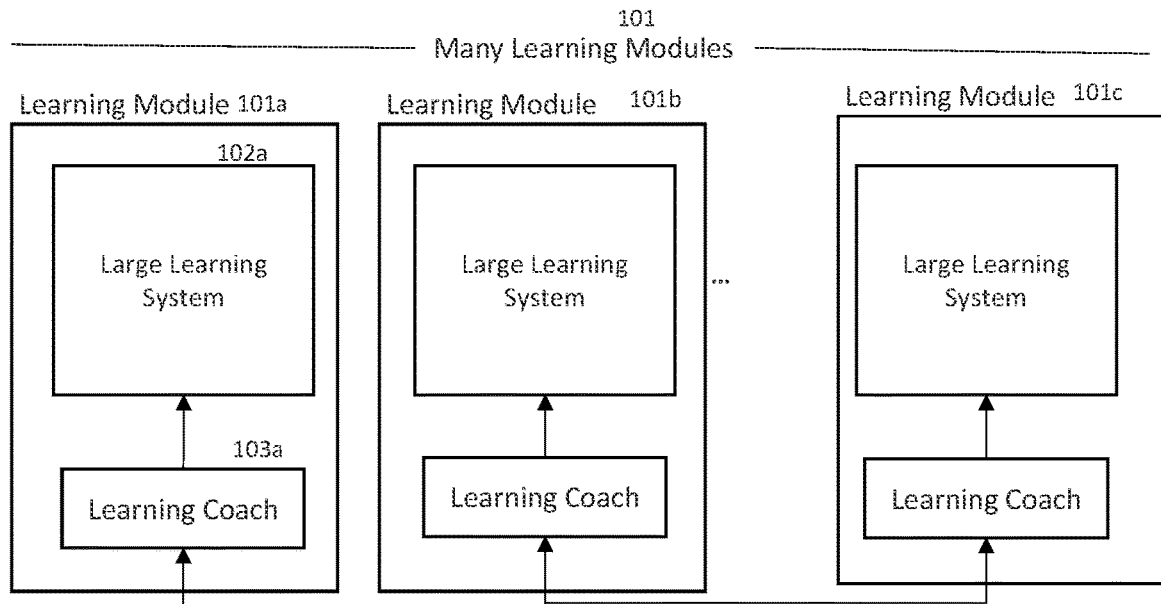 101
Many Learning Modules
Learning Module 101a
Learning Module 101b
Learning Module 101c
102a
Large Learning
System
Large Learning
System
...
Large Learning
System
103a
Learning Coach
Learning Coach
Learning Coach